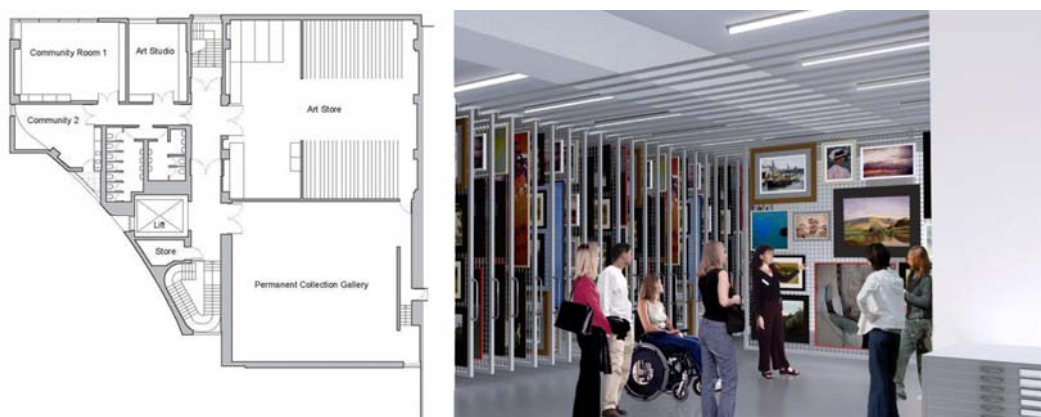 Community Room 1
Art Studio
Art Store
Community 2
Lift
Store
Permanent Collection Gallery